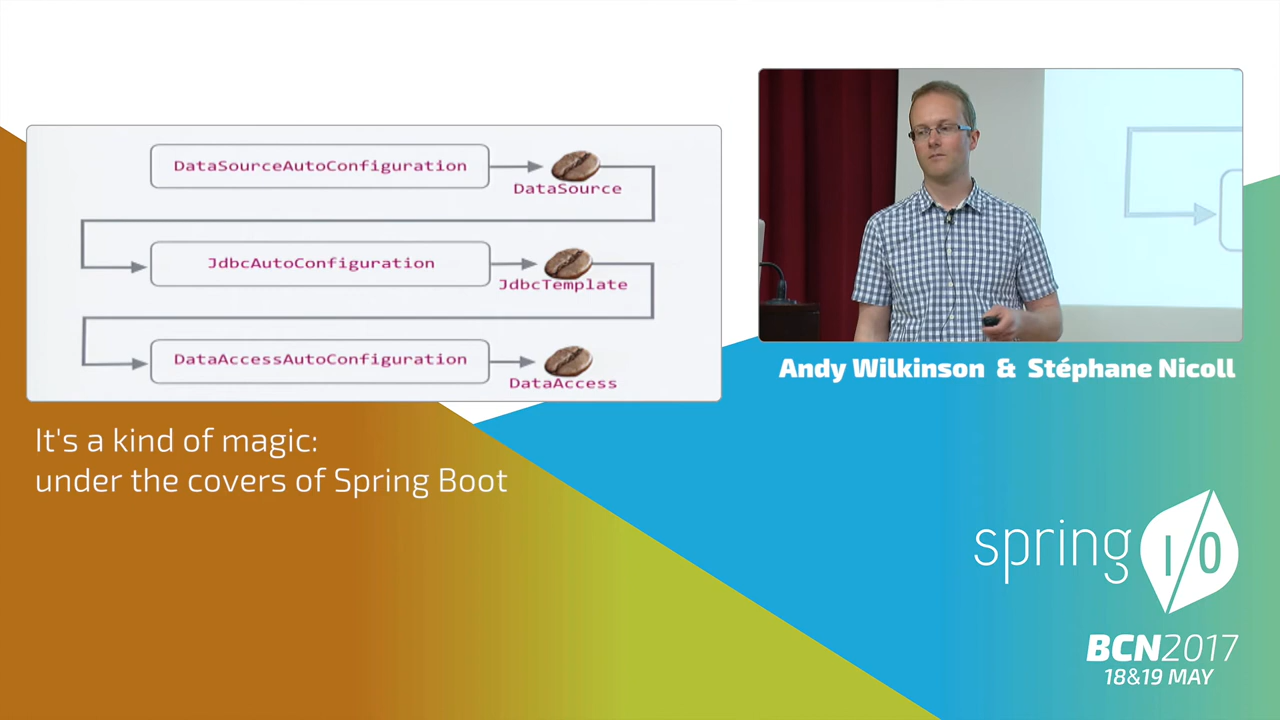 DataSourceAutoConfiguration
DataSource
JdbcAutoConfiguration
JdbcTemplate
DataAccessAutoConfiguration
DataAccess
Andy Wilkinson & Stéphane Nicoll
It's a kind of magic:
under the covers of Spring Boot
spring I/O
BCN2017
18&19 MAY